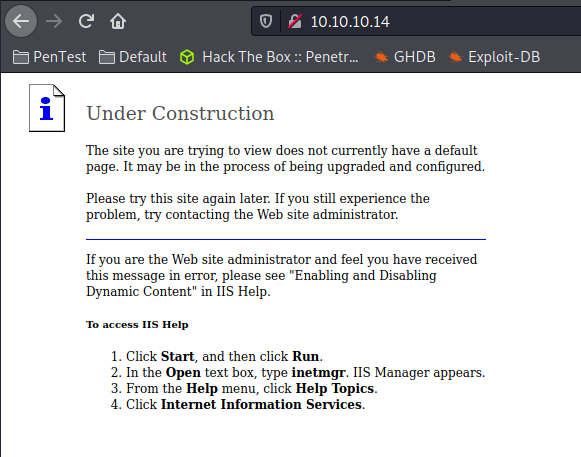 10.10.10.14
PenTest Default Hack The Box :: Penetr... GHDB Exploit-DB
Under Construction
The site you are trying to view does not currently have a default
page. It may be in the process of being upgraded and configured.
Please try this site again later. If you still experience the
problem, try contacting the Web site administrator.
If you are the Web site administrator and feel you have received
this message in error, please see "Enabling and Disabling
Dynamic Content" in IIS Help.
To access IIS Help
1. Click Start, and then click Run.
2. In the Open text box, type inetmgr. IIS Manager appears.
3. From the Help menu, click Help Topics.
4. Click Internet Information Services.